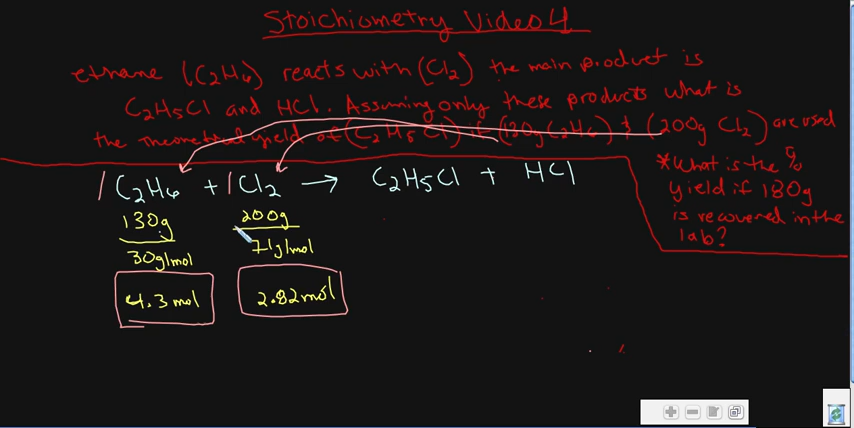 Stoichiometry Video 4
ethane (C2H6) reacts with (Cl2) the main product is
C2H5Cl and HCl. Assuming only these products what is
the theoretical yield of (C2H5Cl) if (130g C2H6) + (200g Cl2) are used
*What is the %
yield if 180g
is recovered in the
lab?
1 C2H6 + 1 Cl2 → C2H5Cl + HCl
130g 200g
30g/mol 71g/mol
4.3 mol 2.82 mol